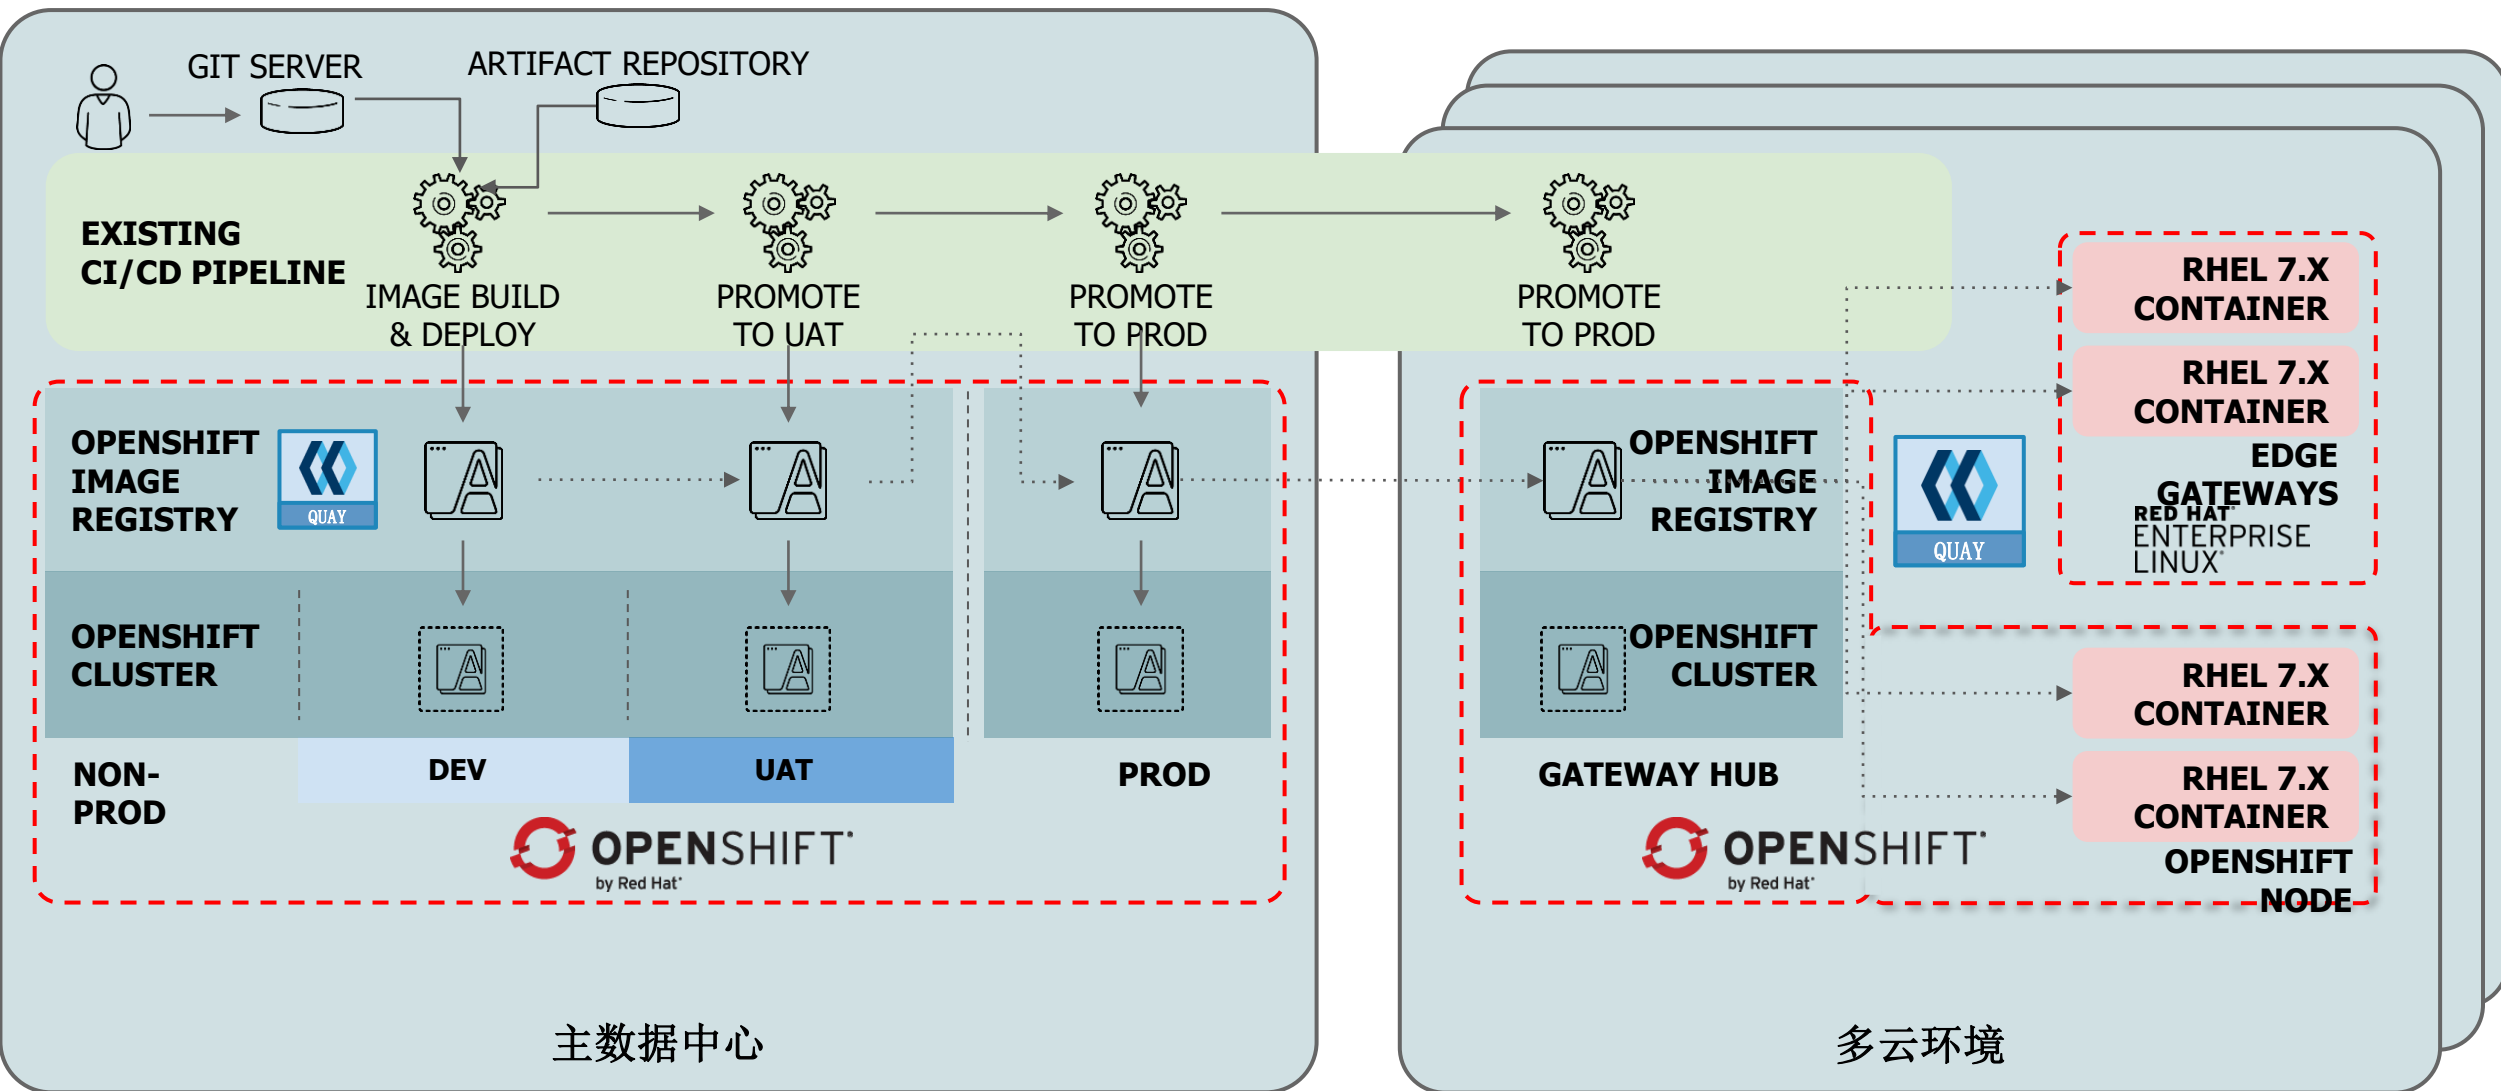 GIT SERVER
ARTIFACT REPOSITORY
EXISTING
CI/CD PIPELINE
IMAGE BUILD
& DEPLOY
PROMOTE
TO UAT
PROMOTE
TO PROD
PROMOTE
TO PROD
OPENSHIFT
IMAGE
REGISTRY
QUAY
OPENSHIFT
CLUSTER
NON-
PROD
DEV
UAT
PROD
OPENSHIFT
by Red Hat
主数据中心
OPENSHIFT
IMAGE
REGISTRY
OPENSHIFT
CLUSTER
GATEWAY HUB
OPENSHIFT
by Red Hat
QUAY
RHEL 7.X
CONTAINER
RHEL 7.X
CONTAINER
EDGE
GATEWAYS
RED HAT
ENTERPRISE
LINUX
RHEL 7.X
CONTAINER
RHEL 7.X
CONTAINER
OPENSHIFT
NODE
多云环境